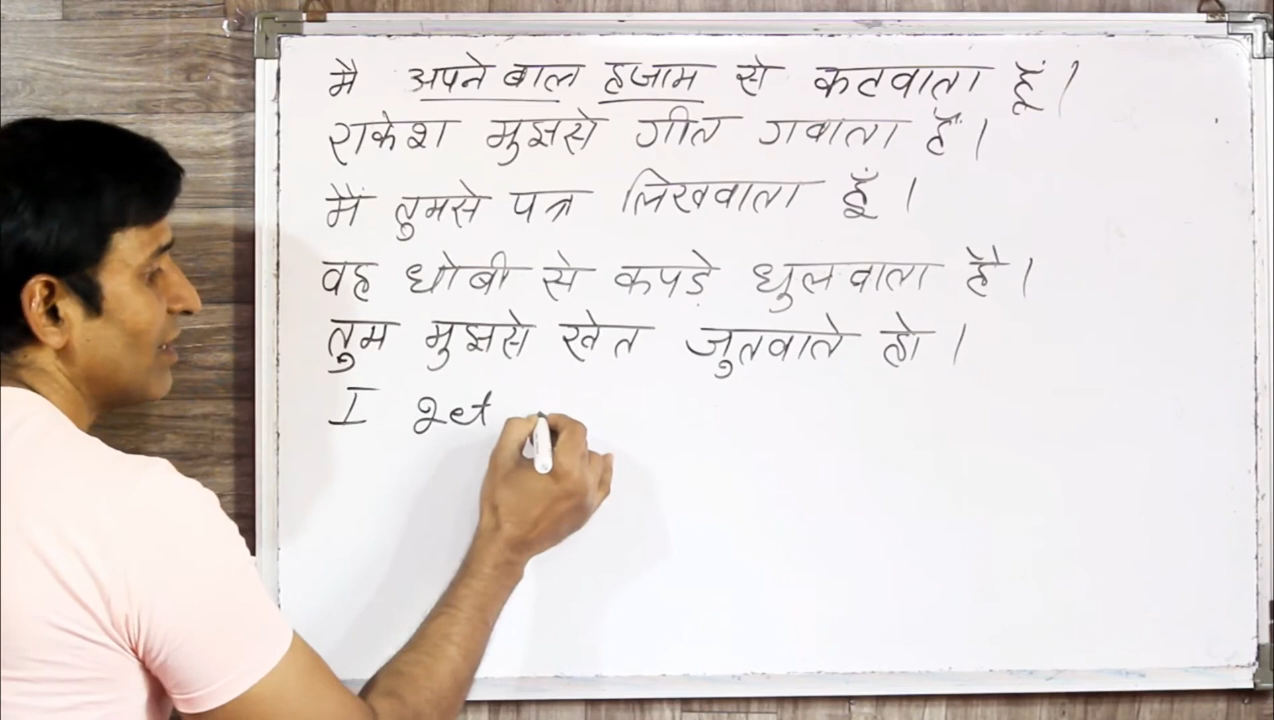 मै अपने बाल हजाम से कटवाता हूं।
राकेश मुझसे गीत गवाता है।
मैं तुमसे पत्र लिखवाता हूं।
वह धोबी से कपड़े धुलवाता है।
तुम मुझसे खेत जुतवाते हो।
I get